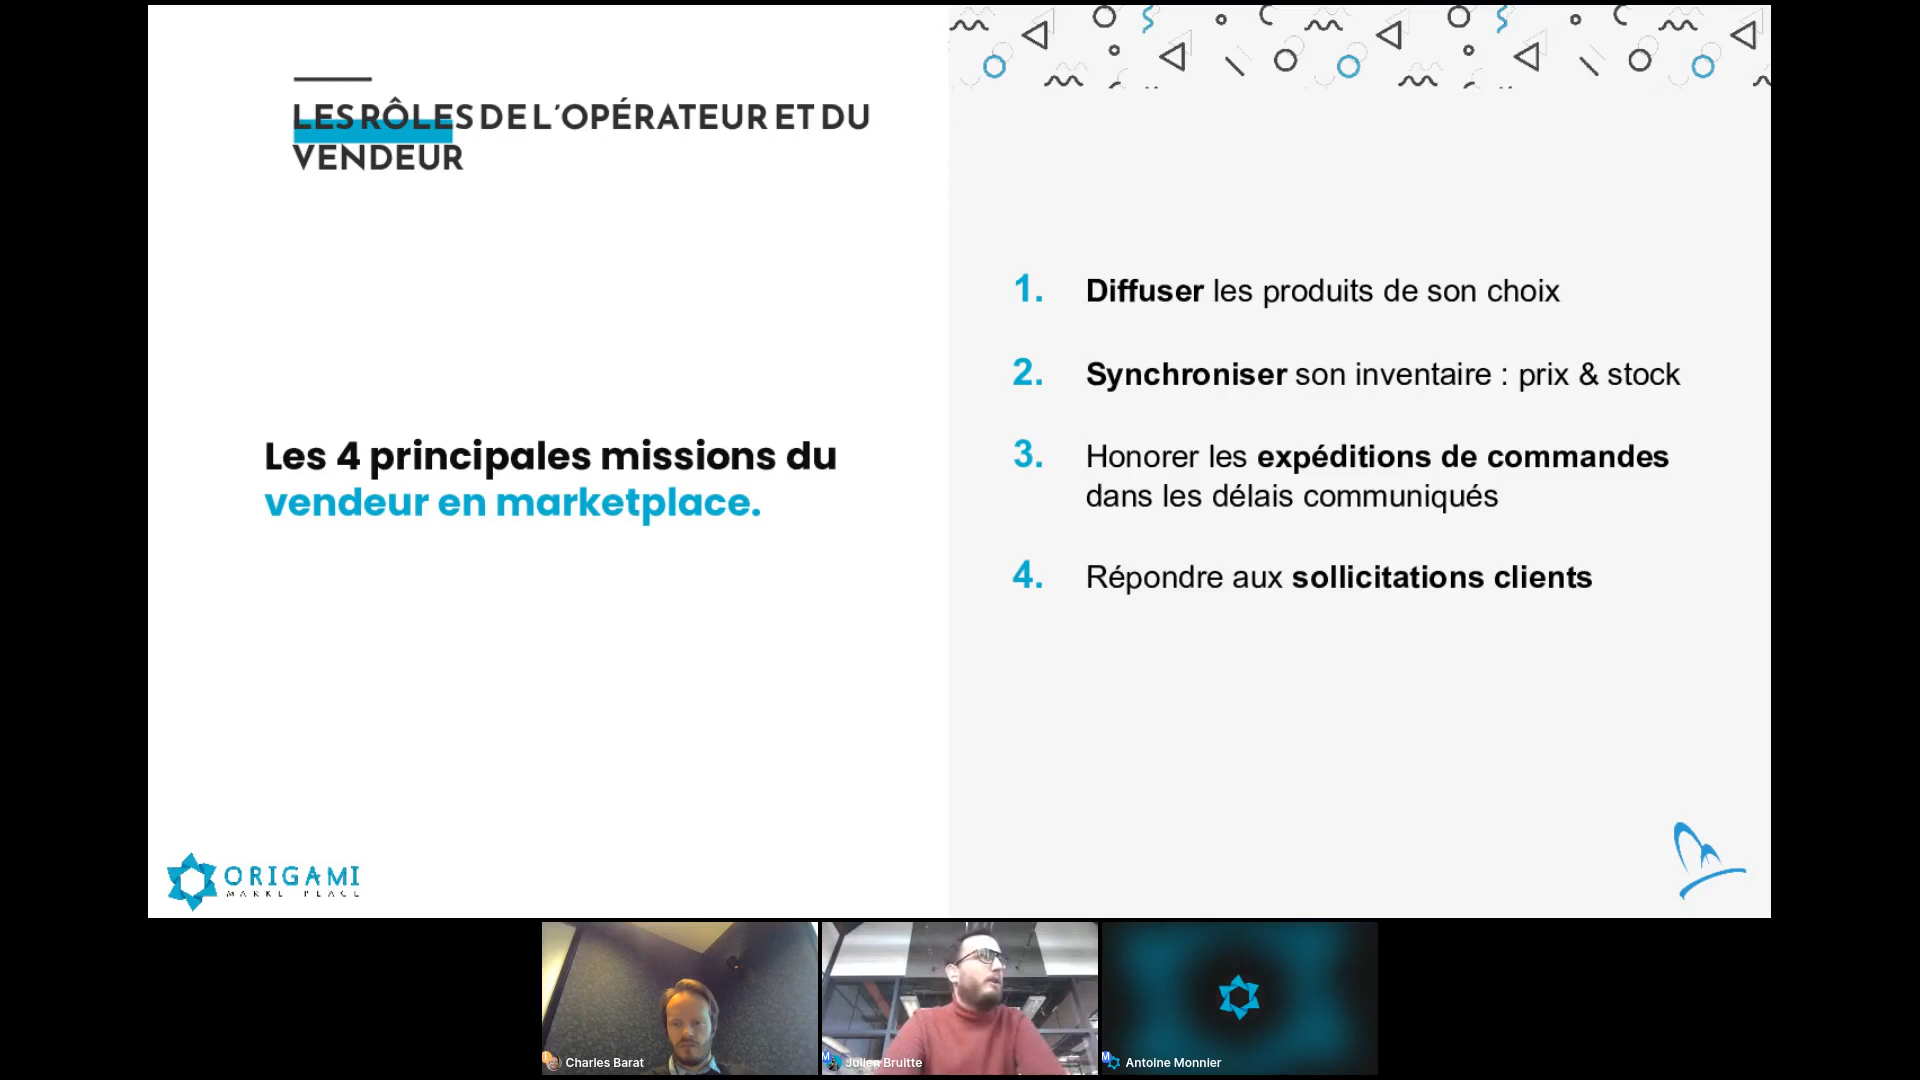 LES RÔLES DE L'OPÉRATEUR ET DU
VENDEUR
Les 4 principales missions du
vendeur en marketplace.
1. Diffuser les produits de son choix
2. Synchroniser son inventaire : prix & stock
3. Honorer les expéditions de commandes
dans les délais communiqués
4. Répondre aux sollicitations clients
ORIGAMI
Charles Barat
Julien Bruitte
Antoine Monnier